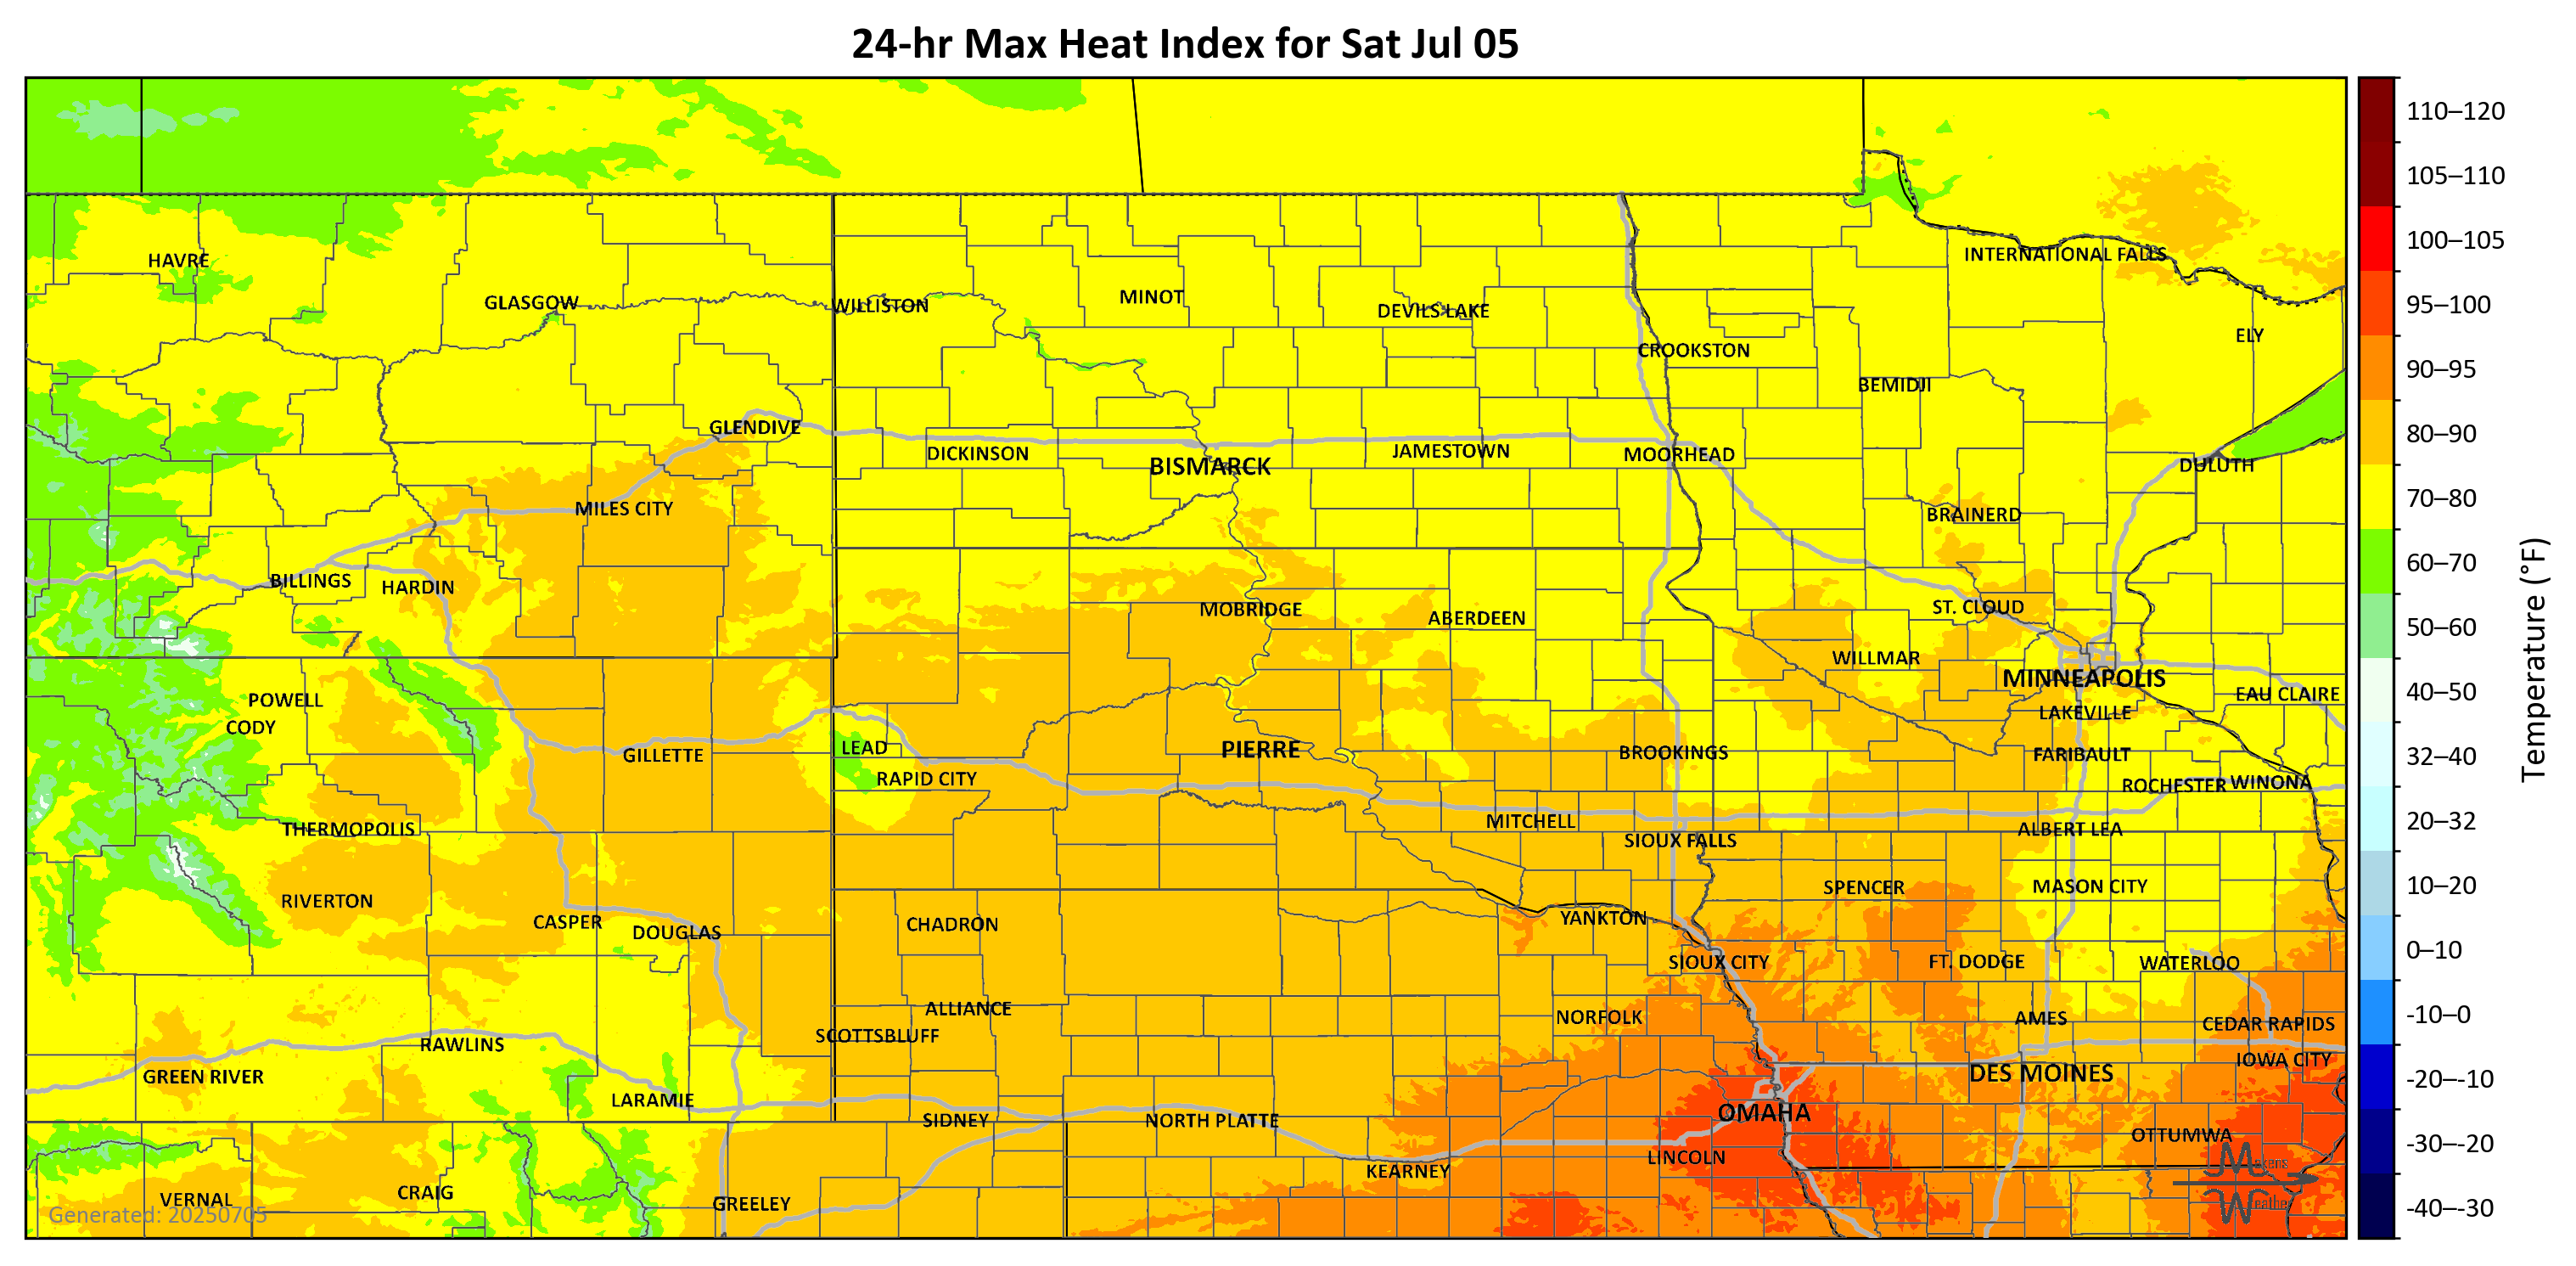 24-hr Max Heat Index for Sat Jul 05
HAVRE
GLASGOW
WILLISTON
MINOT
DEVILS LAKE
INTERNATIONAL FALLS
CROOKSTON
ELY
BEMIDJI
GLENDIVE
DICKINSON
BISMARCK
JAMESTOWN
MOORHEAD
DULUTH
MILES CITY
BRAINERD
BILLINGS
HARDIN
MOBRIDGE
ABERDEEN
ST. CLOUD
WILLMAR
MINNEAPOLIS
POWELL
EAU CLAIRE
CODY
LAKEVILLE
GILLETTE
LEAD
PIERRE
BROOKINGS
FARIBAULT
RAPID CITY
ROCHESTER
WINONA
THERMOPOLIS
MITCHELL
ALBERT LEA
SIOUX FALLS
RIVERTON
SPENCER
MASON CITY
CASPER
DOUGLAS
CHADRON
YANKTON
SIOUX CITY
FT. DODGE
WATERLOO
ALLIANCE
NORFOLK
AMES
CEDAR RAPIDS
SCOTTSBLUFF
RAWLINS
IOWA CITY
GREEN RIVER
DES MOINES
LARAMIE
SIDNEY
NORTH PLATTE
OMAHA
OTTUMWA
KEARNEY
LINCOLN
VERNAL
CRAIG
GREELEY
Generated: 20250705
110–120
105–110
100–105
95–100
90–95
80–90
70–80
60–70
50–60
40–50
32–40
20–32
10–20
0–10
-10–0
-20–-10
-30–-20
-40–-30
Temperature (°F)